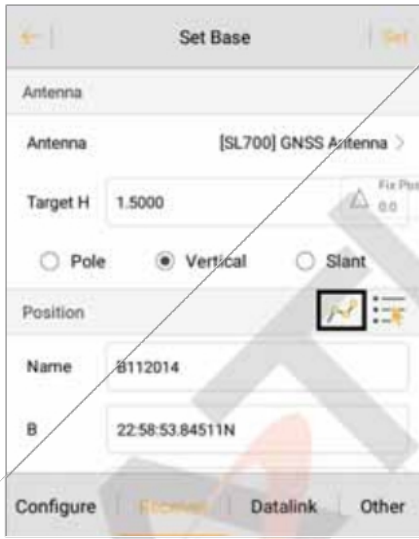 Set Base Set
Antenna
Antenna [SL700] GNSS Antenna >
Target H 1.5000 Fix Pos 0.0
Pole Vertical Slant
Position
Name B112014
B 22:58:53.84511N
Configure Receiver Datalink Other